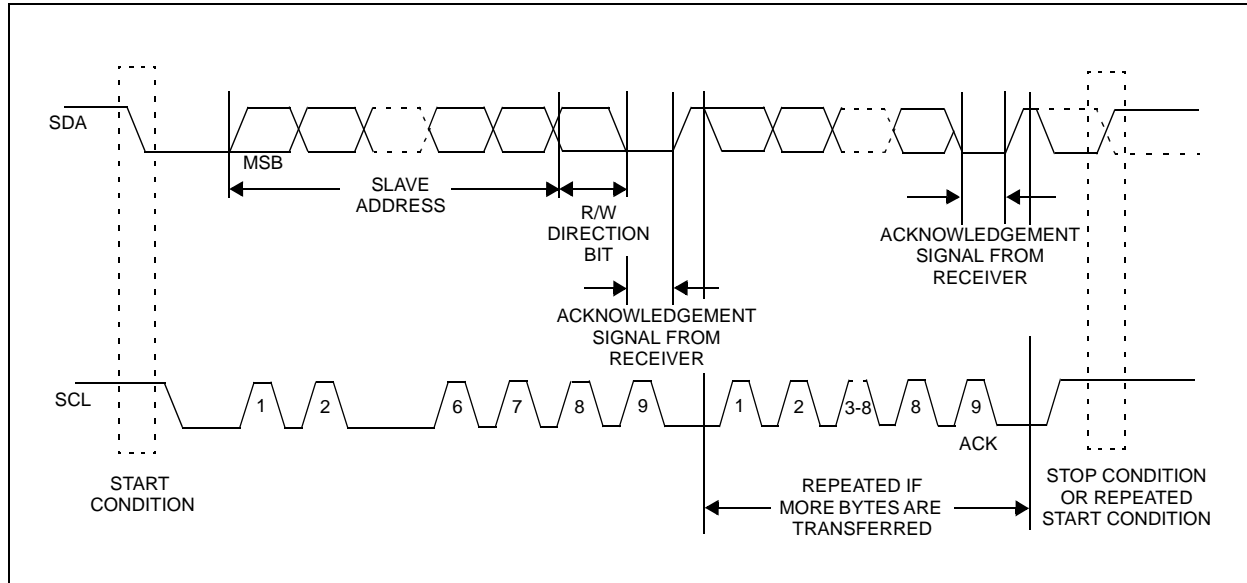 SDA
MSB
SLAVE
ADDRESS
R/W
DIRECTION
BIT
ACKNOWLEDGEMENT
SIGNAL FROM
RECEIVER
ACKNOWLEDGEMENT
SIGNAL FROM
RECEIVER
SCL
1
2
6
7
8
9
1
2
3-8
8
9
ACK
START
CONDITION
REPEATED IF
MORE BYTES ARE
TRANSFERRED
STOP CONDITION
OR REPEATED
START CONDITION